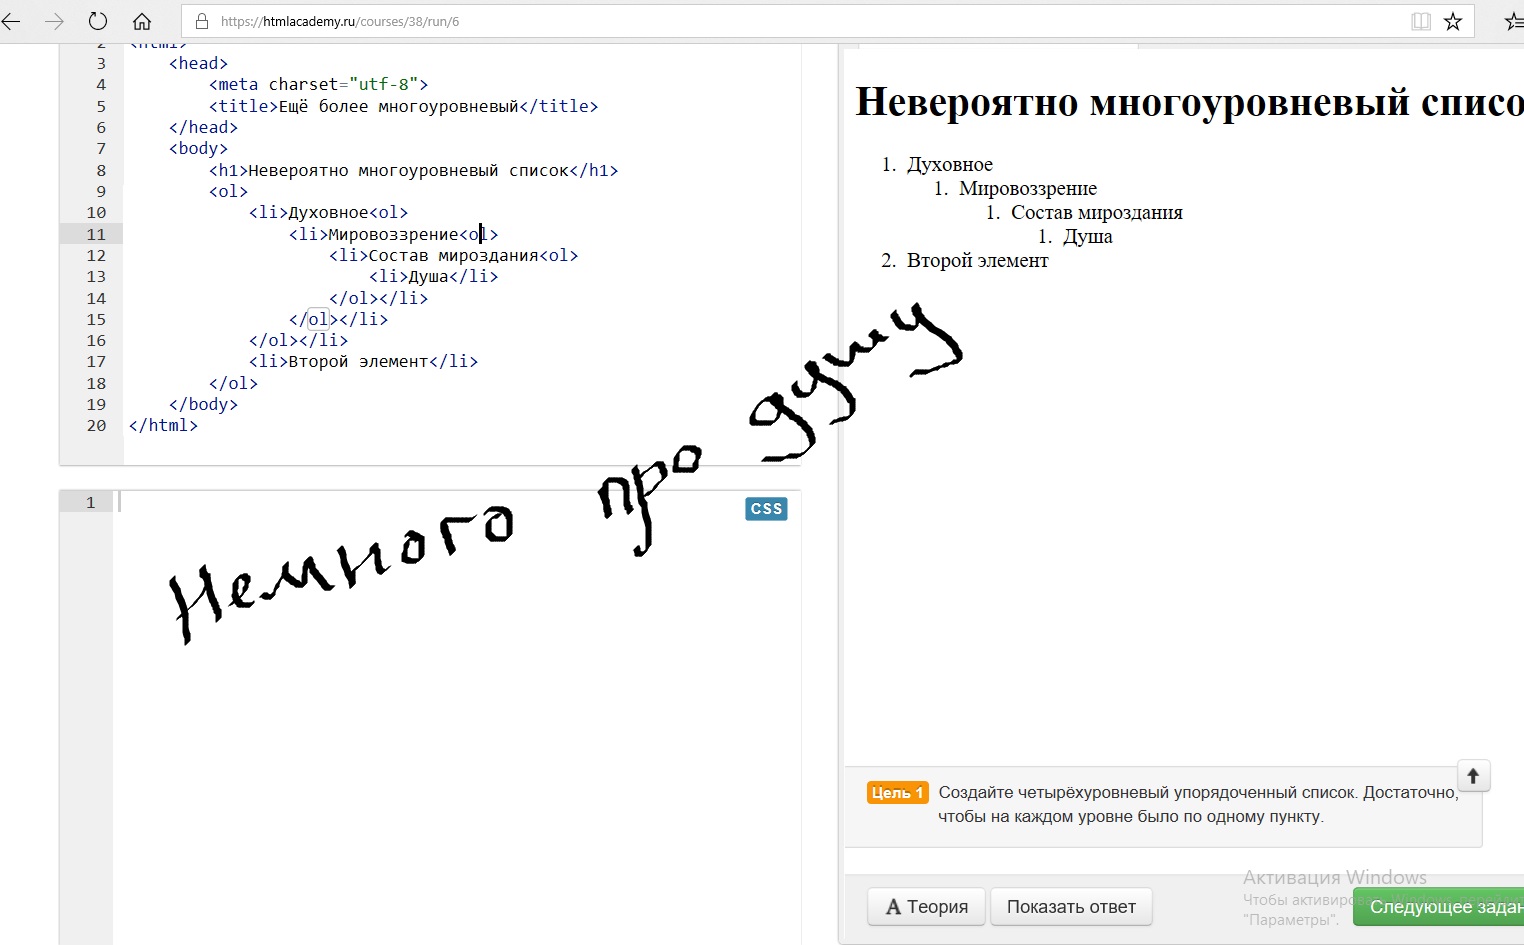 https://htmlacademy.ru/courses/38/run/6
2 <html>
3 <head>
4 <meta charset="utf-8">
5 <title>Ещё более многоуровневый</title>
6 </head>
7 <body>
8 <h1>Невероятно многоуровневый список</h1>
9 <ol>
10 <li>Духовное<ol>
11 <li>Мировоззрение<ol>
12 <li>Состав мироздания<ol>
13 <li>Душа</li>
14 </ol></li>
15 </ol></li>
16 </ol></li>
17 <li>Второй элемент</li>
18 </ol>
19 </body>
20 </html>
1
CSS
Немного про душу
Невероятно многоуровневый списо
1. Духовное
1. Мировоззрение
1. Состав мироздания
1. Душа
2. Второй элемент
Цель 1 Создайте четырёхуровневый упорядоченный список. Достаточно,
чтобы на каждом уровне было по одному пункту.
Активация Windows
Чтобы активиров
"Параметры".
A Теория
Показать ответ
Следующее задан